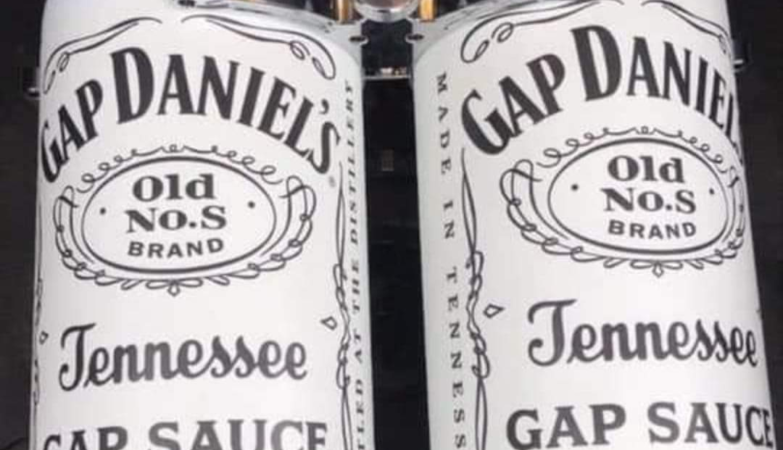 GAP DANIEL'S
Old
No.S
BRAND
Tennessee
GAP SAUCE
TLED AT THE DISTILLERY
MADE IN TENNESS
GAP DANIEL
Old
No.S
BRAND
Tennessee
GAP SAUCE